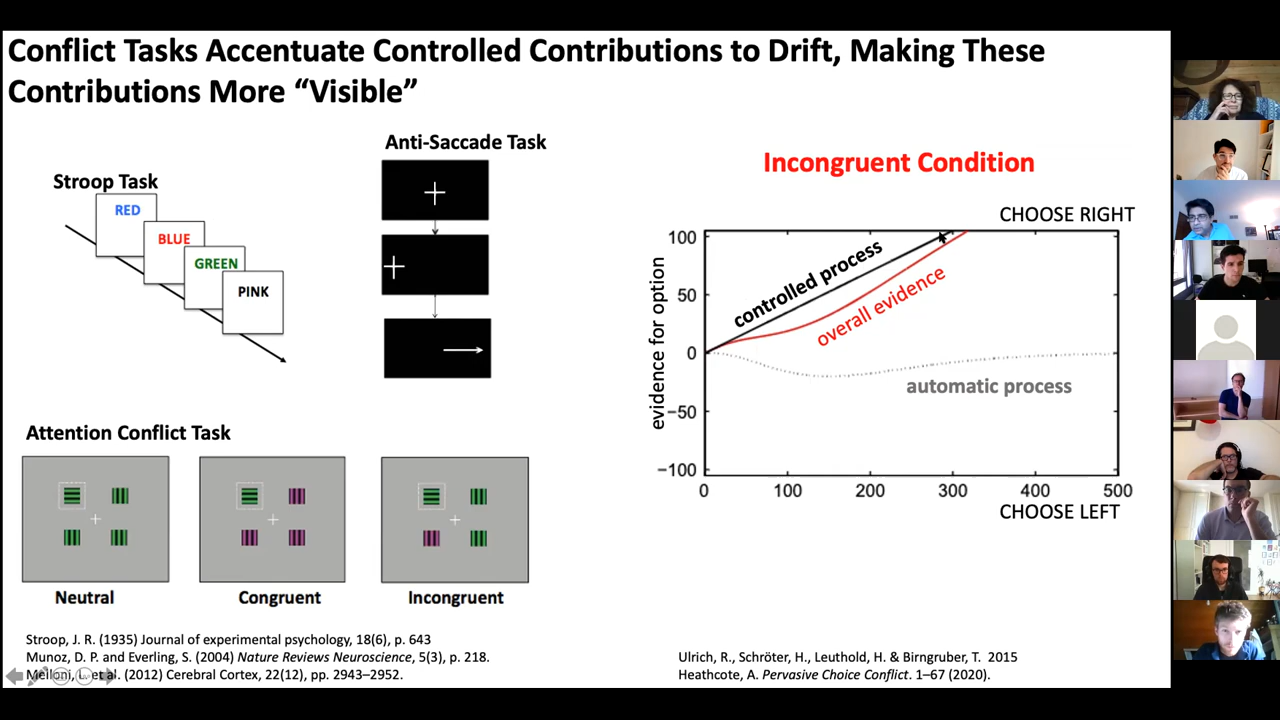 Conflict Tasks Accentuate Controlled Contributions to Drift, Making These
Contributions More “Visible”
Stroop Task
RED
BLUE
GREEN
PINK
Anti-Saccade Task
Attention Conflict Task
Neutral
Congruent
Incongruent
Incongruent Condition
CHOOSE RIGHT
evidence for option
100
50
0
−50
−100
controlled process
overall evidence
automatic process
0
100
200
300
400
500
CHOOSE LEFT
Stroop, J. R. (1935) Journal of experimental psychology, 18(6), p. 643
Munoz, D. P. and Everling, S. (2004) Nature Reviews Neuroscience, 5(3), p. 218.
Melloni, L. et al. (2012) Cerebral Cortex, 22(12), pp. 2943–2952.
Ulrich, R., Schröter, H., Leuthold, H. & Birngruber, T. 2015
Heathcote, A. Pervasive Choice Conflict. 1–67 (2020).